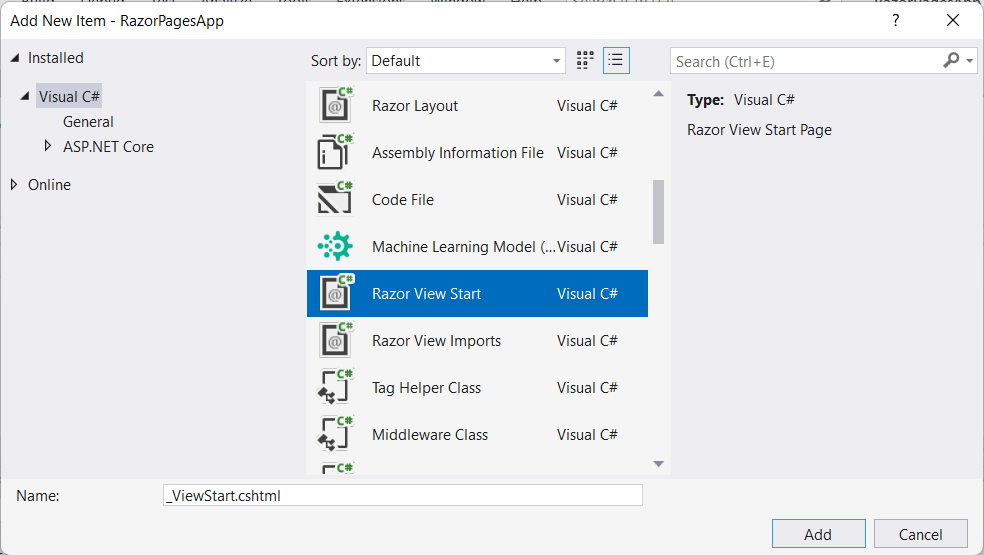 Add New Item - RazorPagesApp
?
Installed
Visual C#
General
ASP.NET Core
Online
Sort by: Default
Razor Layout Visual C#
Assembly Information File Visual C#
Code File Visual C#
Machine Learning Model (... Visual C#
Razor View Start Visual C#
Razor View Imports Visual C#
Tag Helper Class Visual C#
Middleware Class Visual C#
Search (Ctrl+E)
Type: Visual C#
Razor View Start Page
Name: _ViewStart.cshtml
Add Cancel